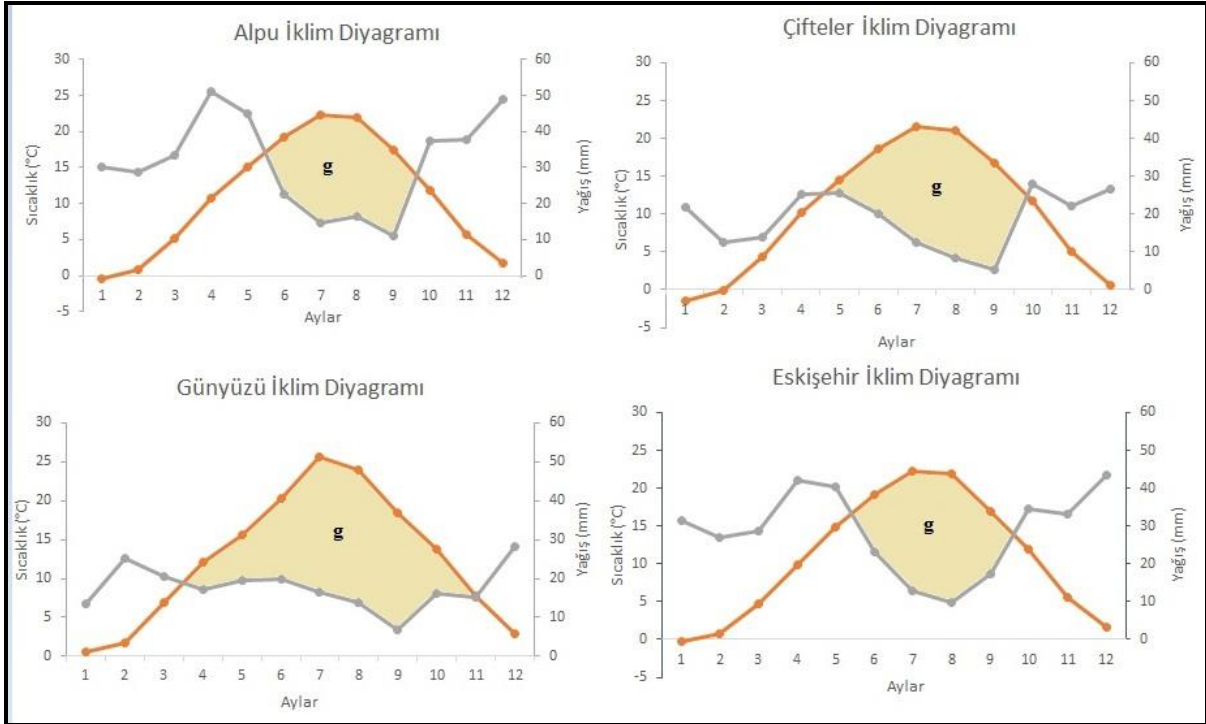 Alpu İklim Diyagramı
30
25
20
15
10
5
0
-5
Sıcaklık (°C)
60
50
40
30
20
10
0
Yağış (mm)
g
1 2 3 4 5 6 7 8 9 10 11 12
Aylar
Çifteler İklim Diyagramı
30
25
20
15
10
5
0
-5
Sıcaklık (°C)
60
50
40
30
20
10
0
Yağış (mm)
g
1 2 3 4 5 6 7 8 9 10 11 12
Aylar
Günyüzü İklim Diyagramı
30
25
20
15
10
5
0
Sıcaklık (°C)
60
50
40
30
20
10
0
Yağış (mm)
g
1 2 3 4 5 6 7 8 9 10 11 12
Aylar
Eskişehir İklim Diyagramı
30
25
20
15
10
5
0
-5
Sıcaklık (°C)
60
50
40
30
20
10
0
Yağış (mm)
g
1 2 3 4 5 6 7 8 9 10 11 12
Aylar